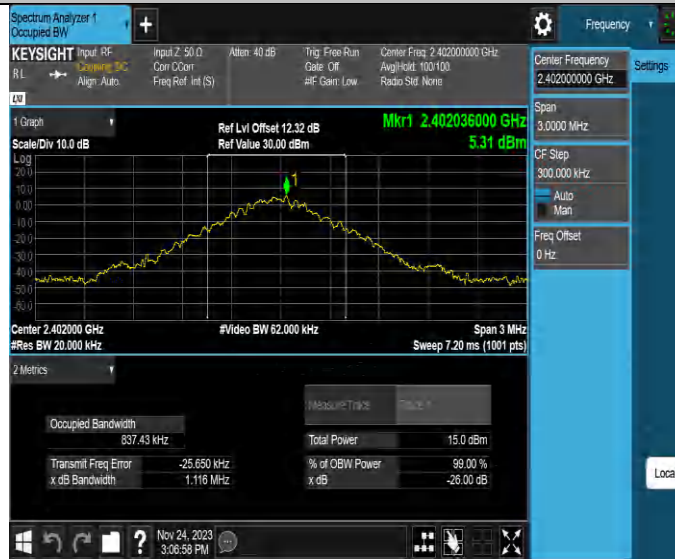 Spectrum Analyzer 1
Occupied BW
+
Frequency
KEYSIGHT
R L
LXI
Input: RF
Coupling: DC
Align: Auto
Input Z: 50 Ω
Corr CCorr
Freq Ref: Int (S)
Atten: 40 dB
Trig: Free Run
Gate: Off
#IF Gain: Low
Center Freq: 2.402000000 GHz
Avg|Hold: 100/100
Radio Std: None
Center Frequency
2.402000000 GHz
Settings
Span
3.0000 MHz
CF Step
300.000 kHz
Auto
Man
Freq Offset
0 Hz
1 Graph
Scale/Div 10.0 dB
Ref Lvl Offset 12.32 dB
Ref Value 30.00 dBm
Mkr1 2.402036000 GHz
5.31 dBm
Log
20.0
10.0
0.00
-10.0
-20.0
-30.0
-40.0
-50.0
-60.0
1
Center 2.402000 GHz
#Video BW 62.000 kHz
Span 3 MHz
#Res BW 20.000 kHz
Sweep 7.20 ms (1001 pts)
2 Metrics
Measure Trace
Trace 1
Occupied Bandwidth
837.43 kHz
Total Power
15.0 dBm
Transmit Freq Error
-25.650 kHz
% of OBW Power
99.00 %
x dB Bandwidth
1.116 MHz
x dB
-26.00 dB
Loca
?
Nov 24, 2023
3:06:58 PM